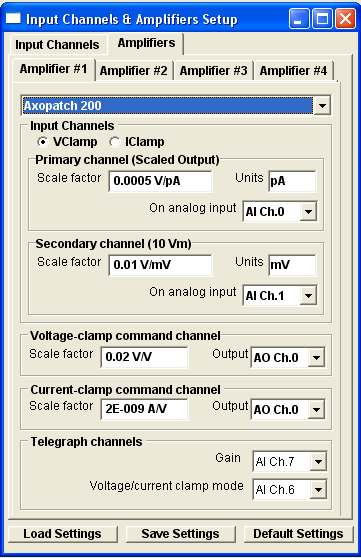 Input Channels & Amplifiers Setup
Input Channels Amplifiers
Amplifier #1 Amplifier #2 Amplifier #3 Amplifier #4
Axopatch 200
Input Channels
VClamp IClamp
Primary channel (Scaled Output)
Scale factor 0.0005 V/pA Units pA
On analog input AI Ch.0
Secondary channel (10 Vm)
Scale factor 0.01 V/mV Units mV
On analog input AI Ch.1
Voltage-clamp command channel
Scale factor 0.02 V/V Output AO Ch.0
Current-clamp command channel
Scale factor 2E-009 A/V Output AO Ch.0
Telegraph channels
Gain AI Ch.7
Voltage/current clamp mode AI Ch.6
Load Settings Save Settings Default Settings